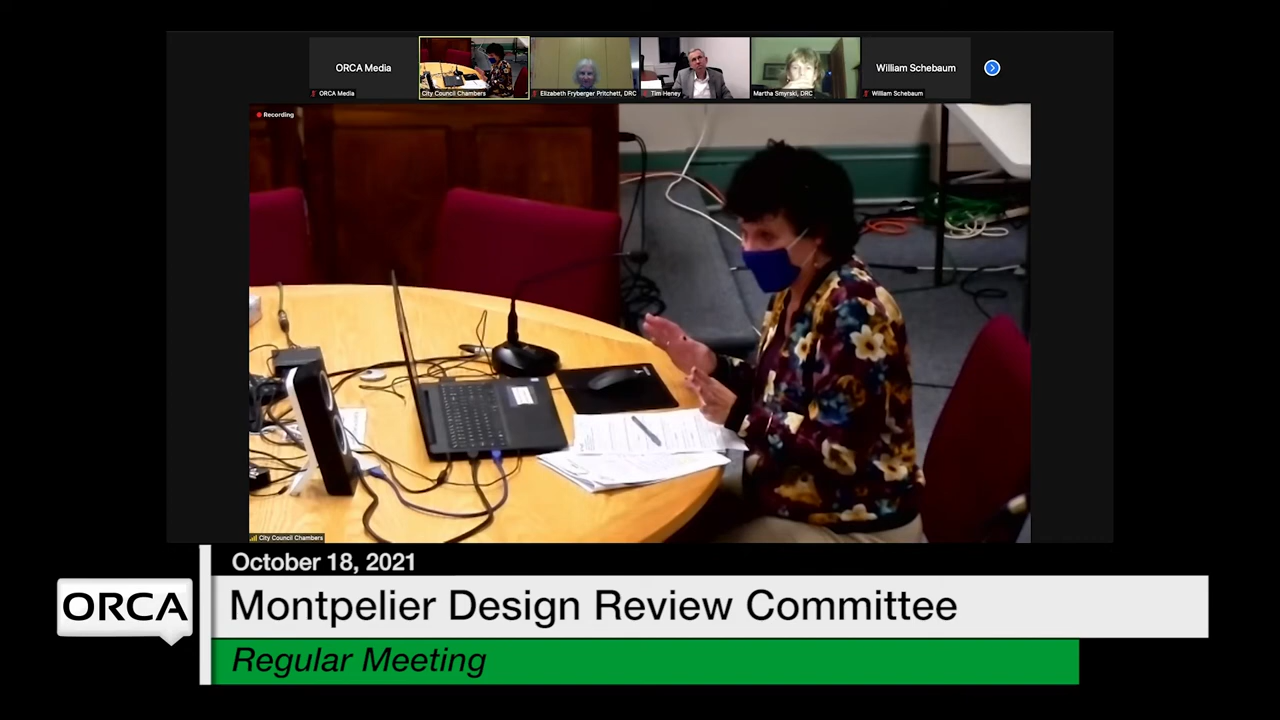 ORCA Media
William Schebaum
ORCA Media
City Council Chambers
Elizabeth Fryberger Pritchett, DRC
Tim Heney
Martha Smyrski, DRC
William Schebaum
Recording
City Council Chambers
October 18, 2021
ORCA
Montpelier Design Review Committee
Regular Meeting